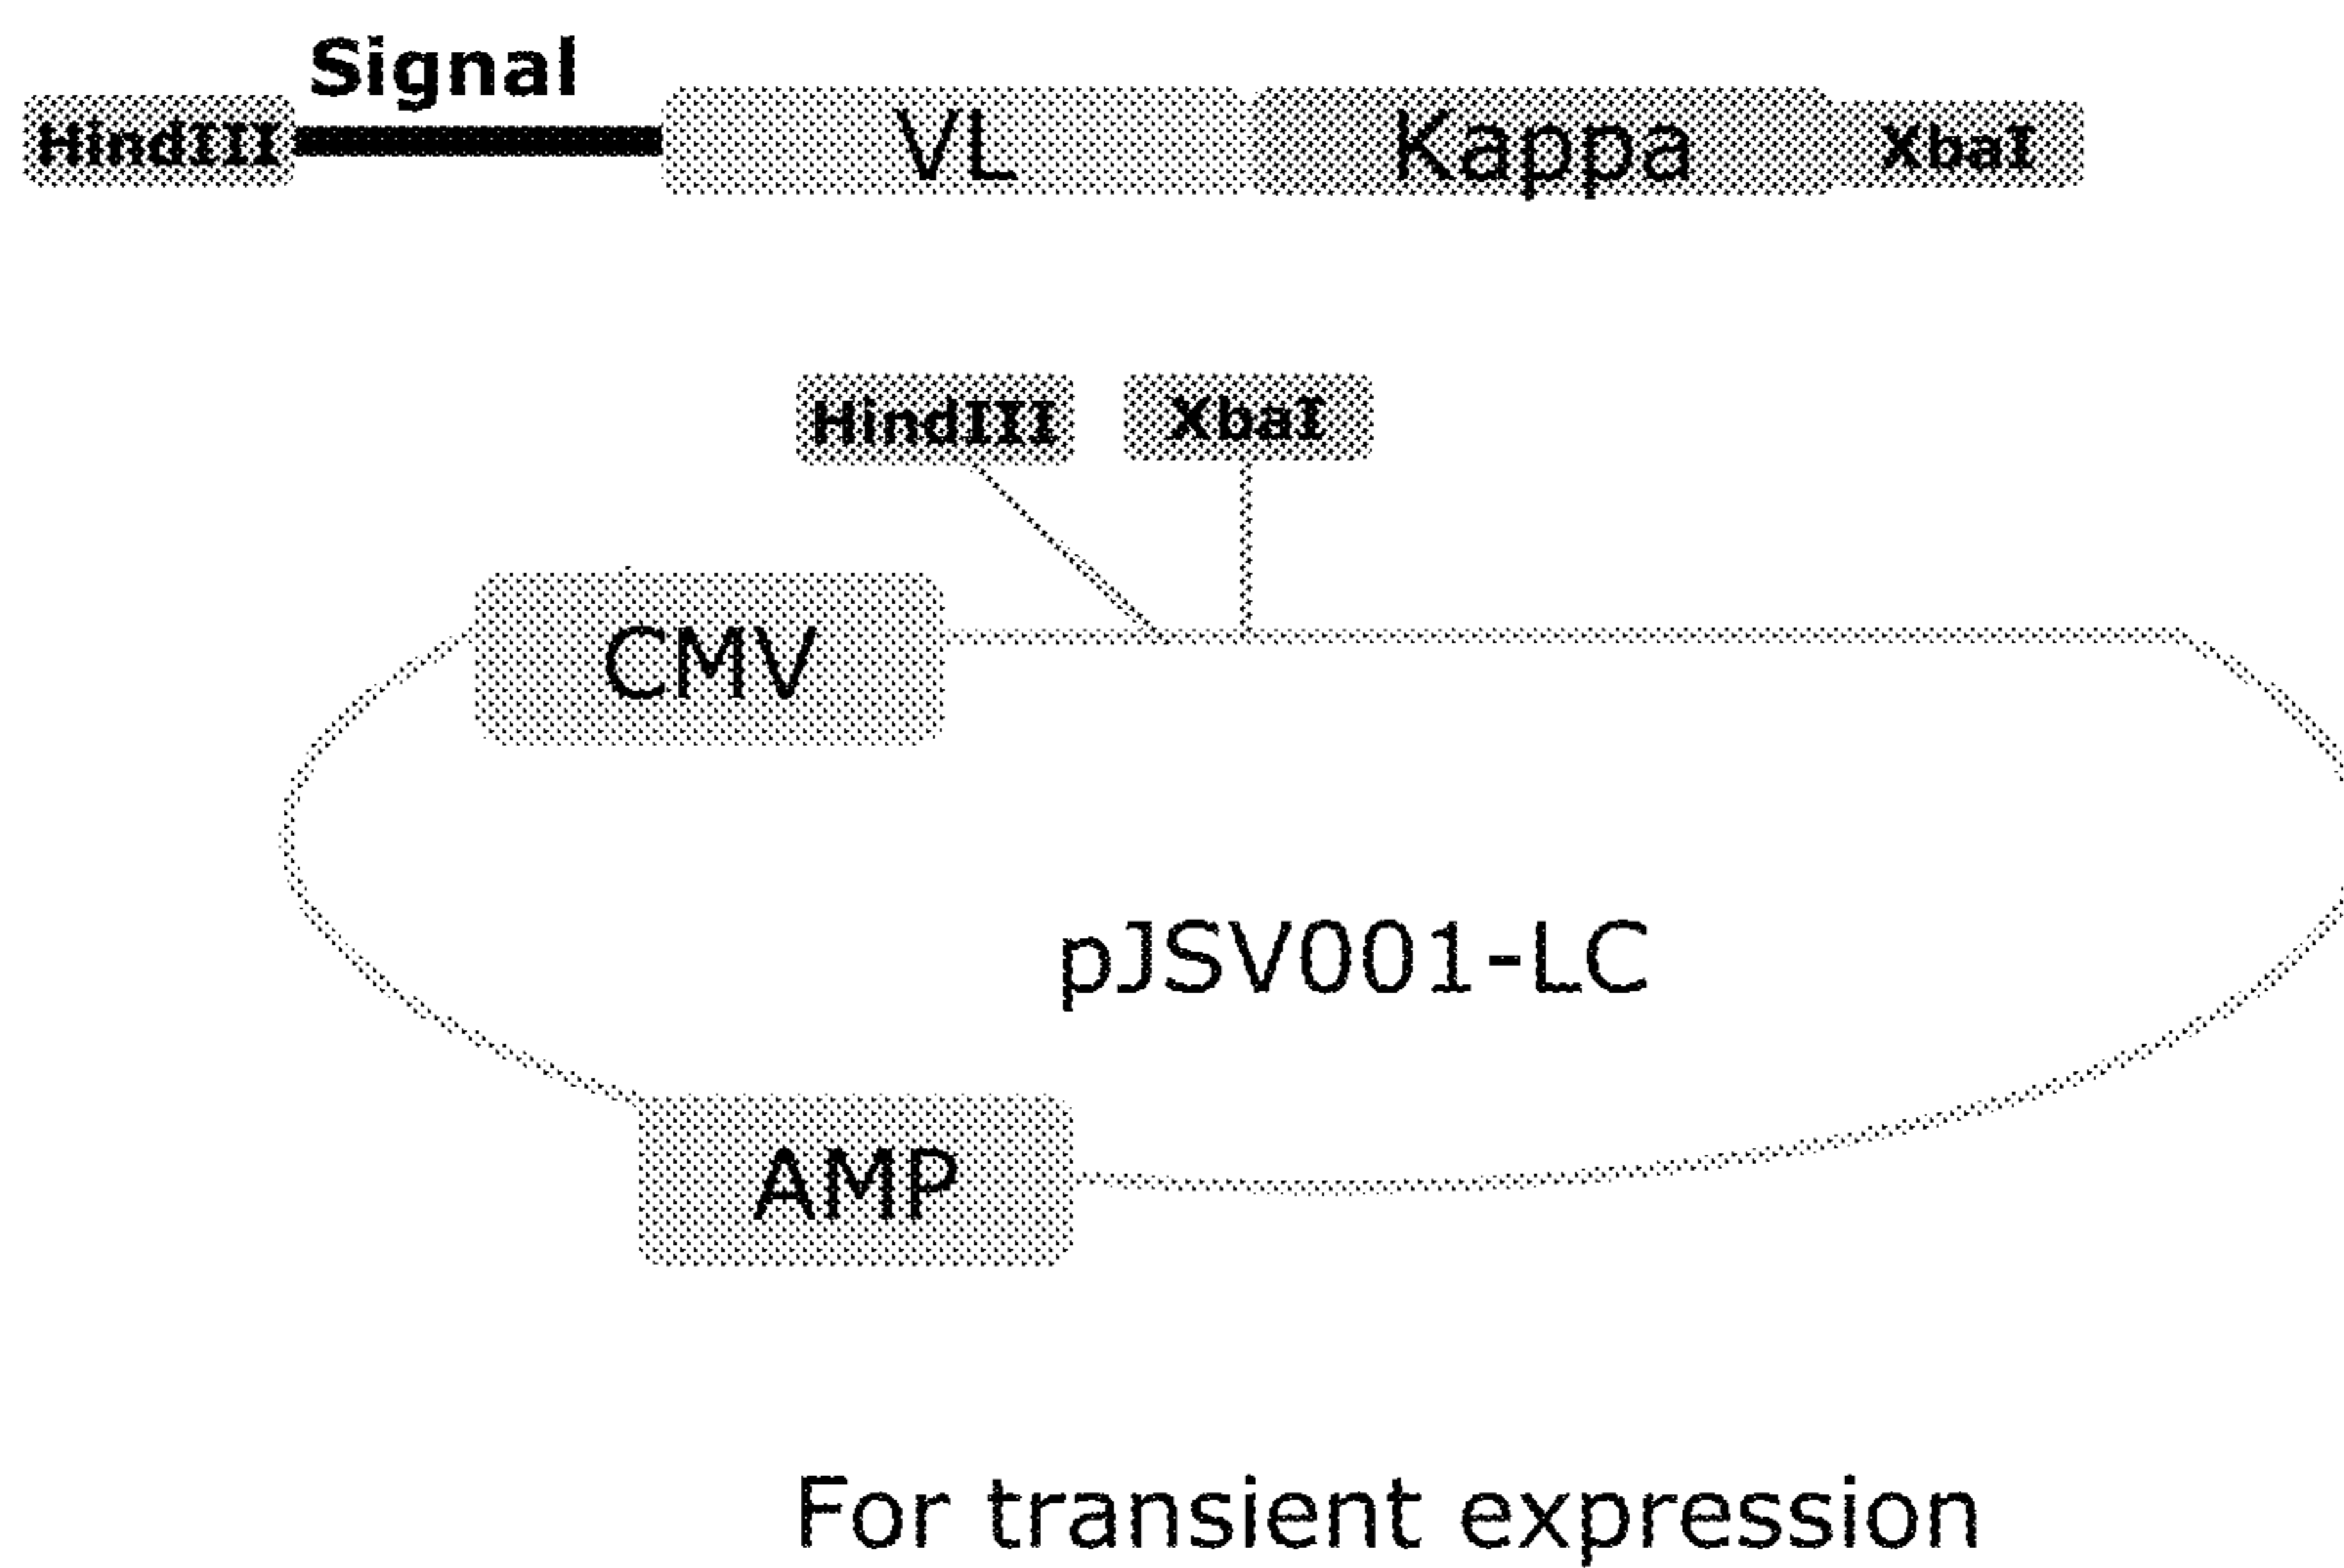 Signal
HindIII VL Kappa XbaI
HindIII XbaI
CMV
pJSV001-LC
AMP
For transient expression